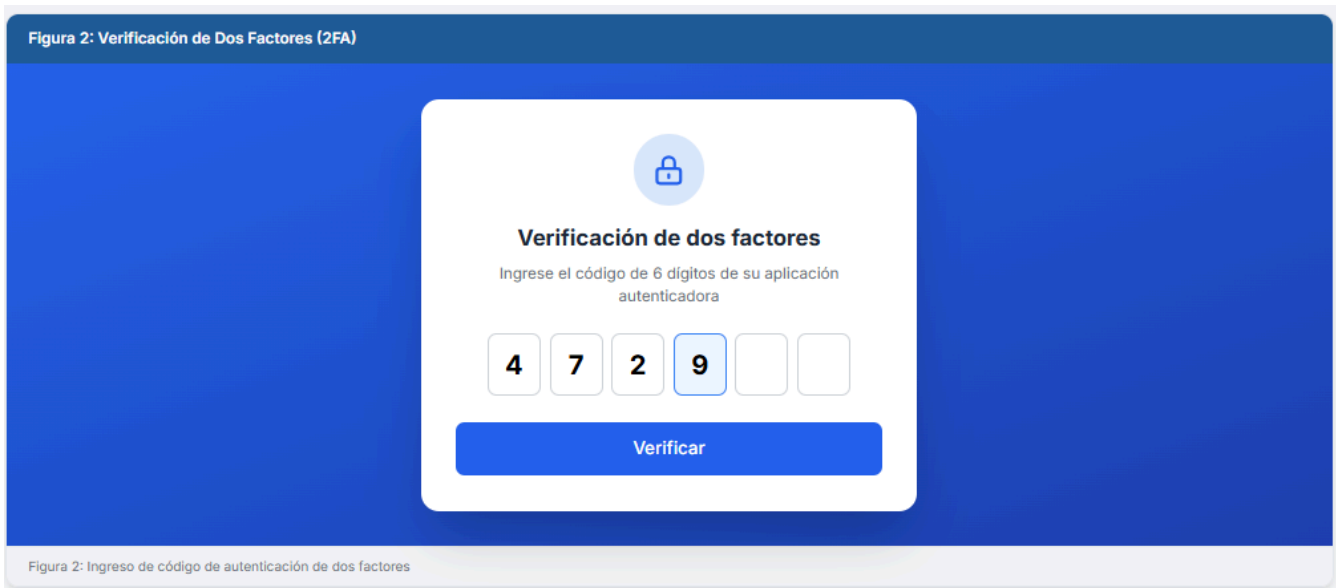 Figura 2: Verificación de Dos Factores (2FA)
Verificación de dos factores
Ingrese el código de 6 dígitos de su aplicación
autenticadora
4 7 2 9
Verificar
Figura 2: Ingreso de código de autenticación de dos factores